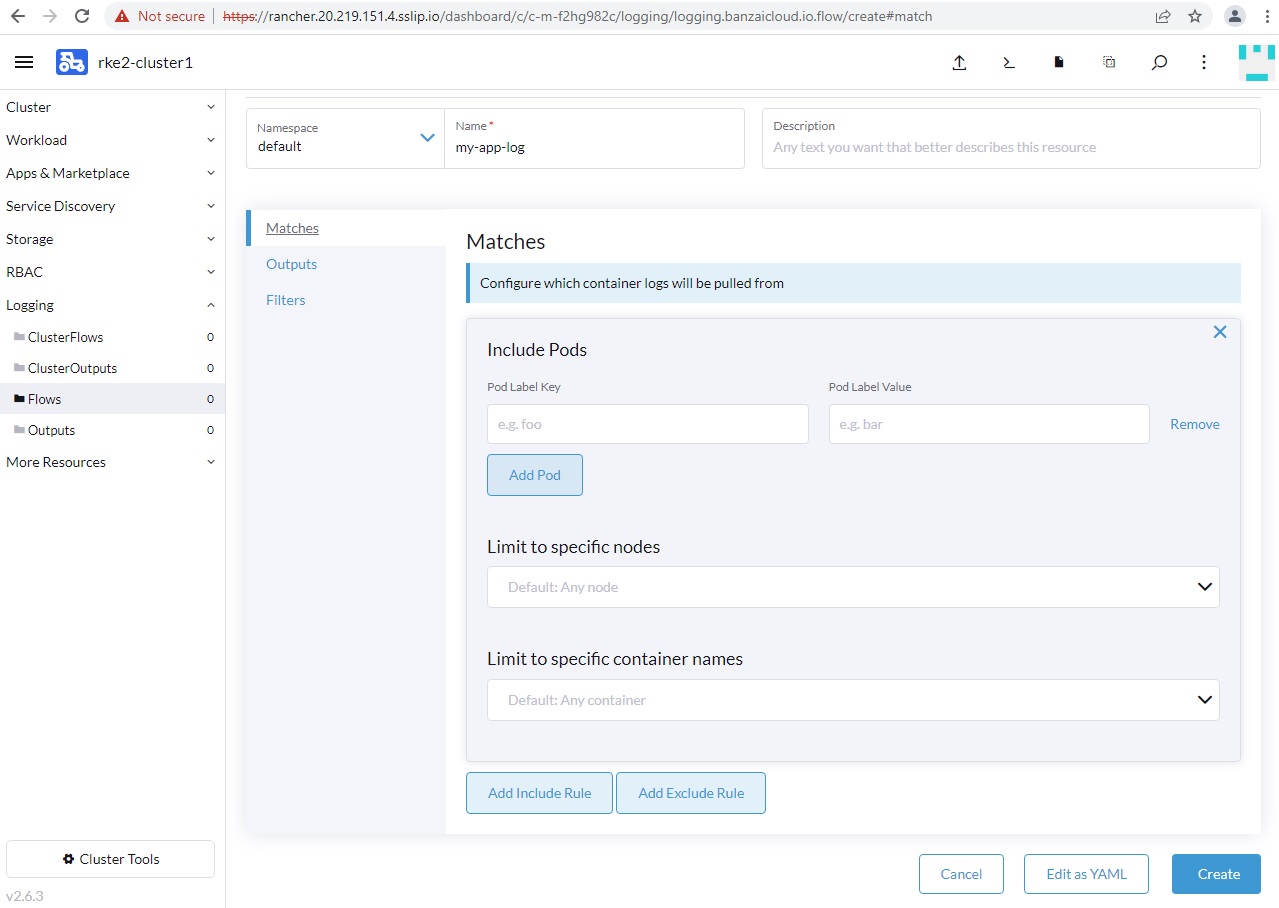 Not secure | https://rancher.20.219.151.4.sslip.io/dashboard/c/c-m-f2hg982c/logging/logging.banzaicloud.io.flow/create#match
rke2-cluster1
Cluster
Workload
Apps & Marketplace
Service Discovery
Storage
RBAC
Logging
ClusterFlows 0
ClusterOutputs 0
Flows 0
Outputs 0
More Resources
Cluster Tools
v2.6.3
Namespace
default
Name*
my-app-log
Description
Any text you want that better describes this resource
Matches
Outputs
Filters
Matches
Configure which container logs will be pulled from
Include Pods
Pod Label Key Pod Label Value
e.g. foo e.g. bar Remove
Add Pod
Limit to specific nodes
Default: Any node
Limit to specific container names
Default: Any container
Add Include Rule Add Exclude Rule
Cancel Edit as YAML Create